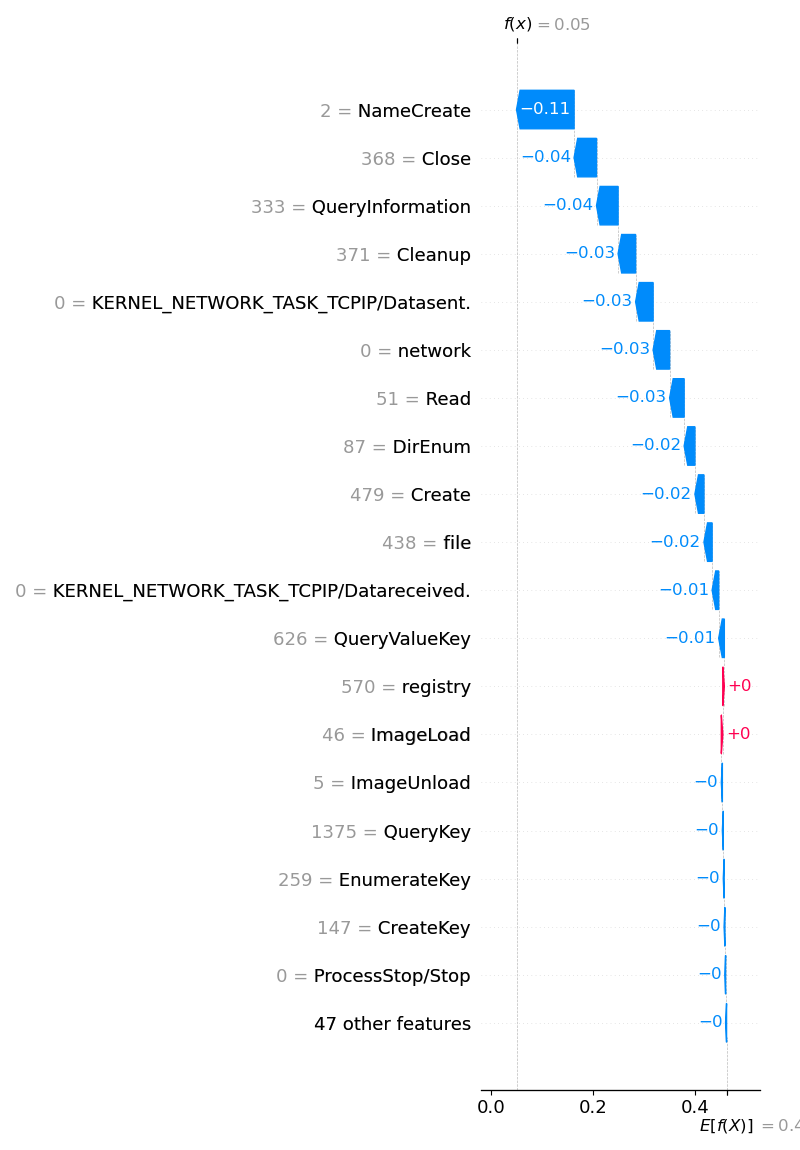 f(x) = 0.05
2 = NameCreate −0.11
368 = Close −0.04
333 = QueryInformation −0.04
371 = Cleanup −0.03
0 = KERNEL_NETWORK_TASK_TCPIP/Datasent. −0.03
0 = network −0.03
51 = Read −0.03
87 = DirEnum −0.02
479 = Create −0.02
438 = file −0.02
0 = KERNEL_NETWORK_TASK_TCPIP/Datareceived. −0.01
626 = QueryValueKey −0.01
570 = registry +0
46 = ImageLoad +0
5 = ImageUnload −0
1375 = QueryKey −0
259 = EnumerateKey −0
147 = CreateKey −0
0 = ProcessStop/Stop −0
47 other features −0
0.0 0.2 0.4
E[f(X)] = 0.4